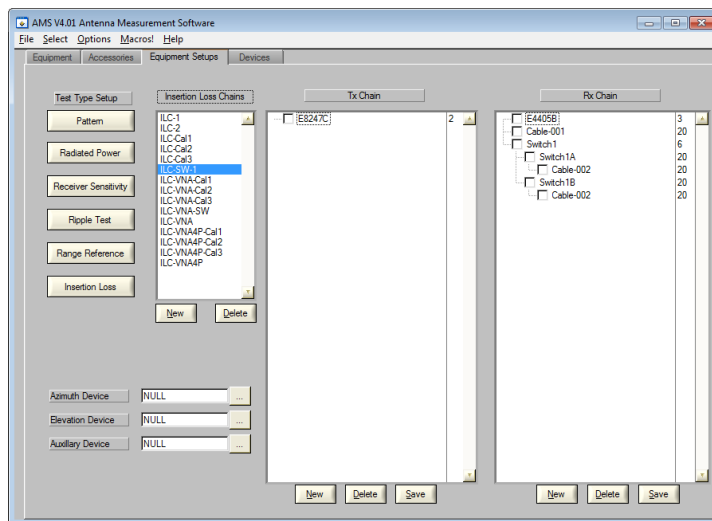 AMS V4.01 Antenna Measurement Software
File Select Options Macros! Help
Equipment Accessories Equipment Setups Devices
Test Type Setup
Pattern
Radiated Power
Receiver Sensitivity
Ripple Test
Range Reference
Insertion Loss
Insertion Loss Chains
ILC-1
ILC-2
ILC-Cal1
ILC-Cal2
ILC-Cal3
ILC-SW-1
ILC-VNA-Cal1
ILC-VNA-Cal2
ILC-VNA-Cal3
ILC-VNA-SW
ILC-VNA
ILC-VNA4P-Cal1
ILC-VNA4P-Cal2
ILC-VNA4P-Cal3
ILC-VNA4P
New Delete
Azimuth Device NULL ...
Elevation Device NULL ...
Auxillary Device NULL ...
Tx Chain
E8247C 2
New Delete Save
Rx Chain
E4405B 3
Cable-001 20
Switch1 6
Switch1A 20
Cable-002 20
Switch1B 20
Cable-002 20
New Delete Save